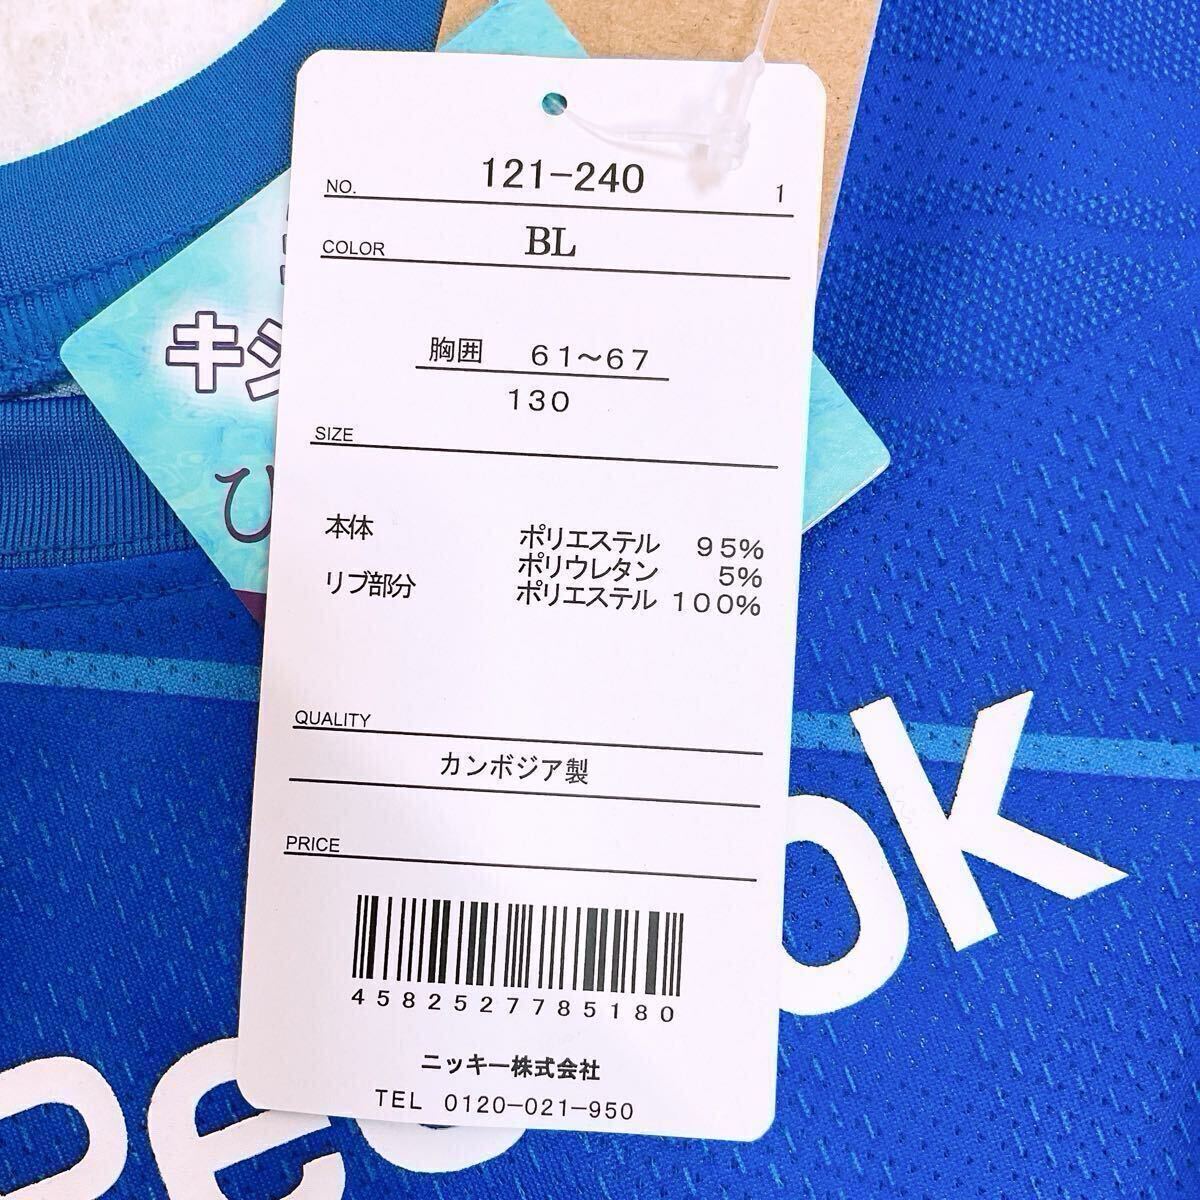 NO. 121-240 1
COLOR BL
胸囲 61~67
130
SIZE
本体 ポリエステル 95%
ポリウレタン 5%
リブ部分 ポリエステル 100%
QUALITY
カンボジア製
PRICE
4582527785180
ニッキー株式会社
TEL 0120-021-950
キシ
ひ
ok